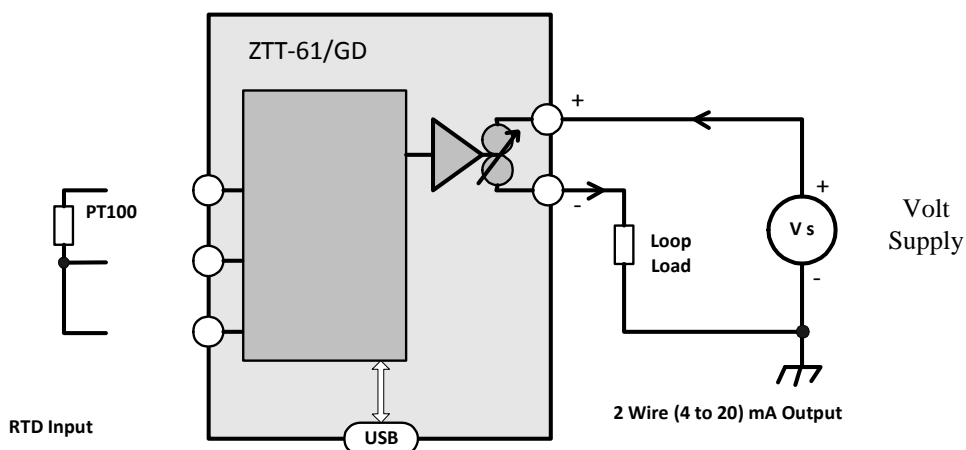 ZTT-61/GD
+
PT100
-
Loop
Load
+
V s
-
Volt
Supply
RTD Input
USB
2 Wire (4 to 20) mA Output